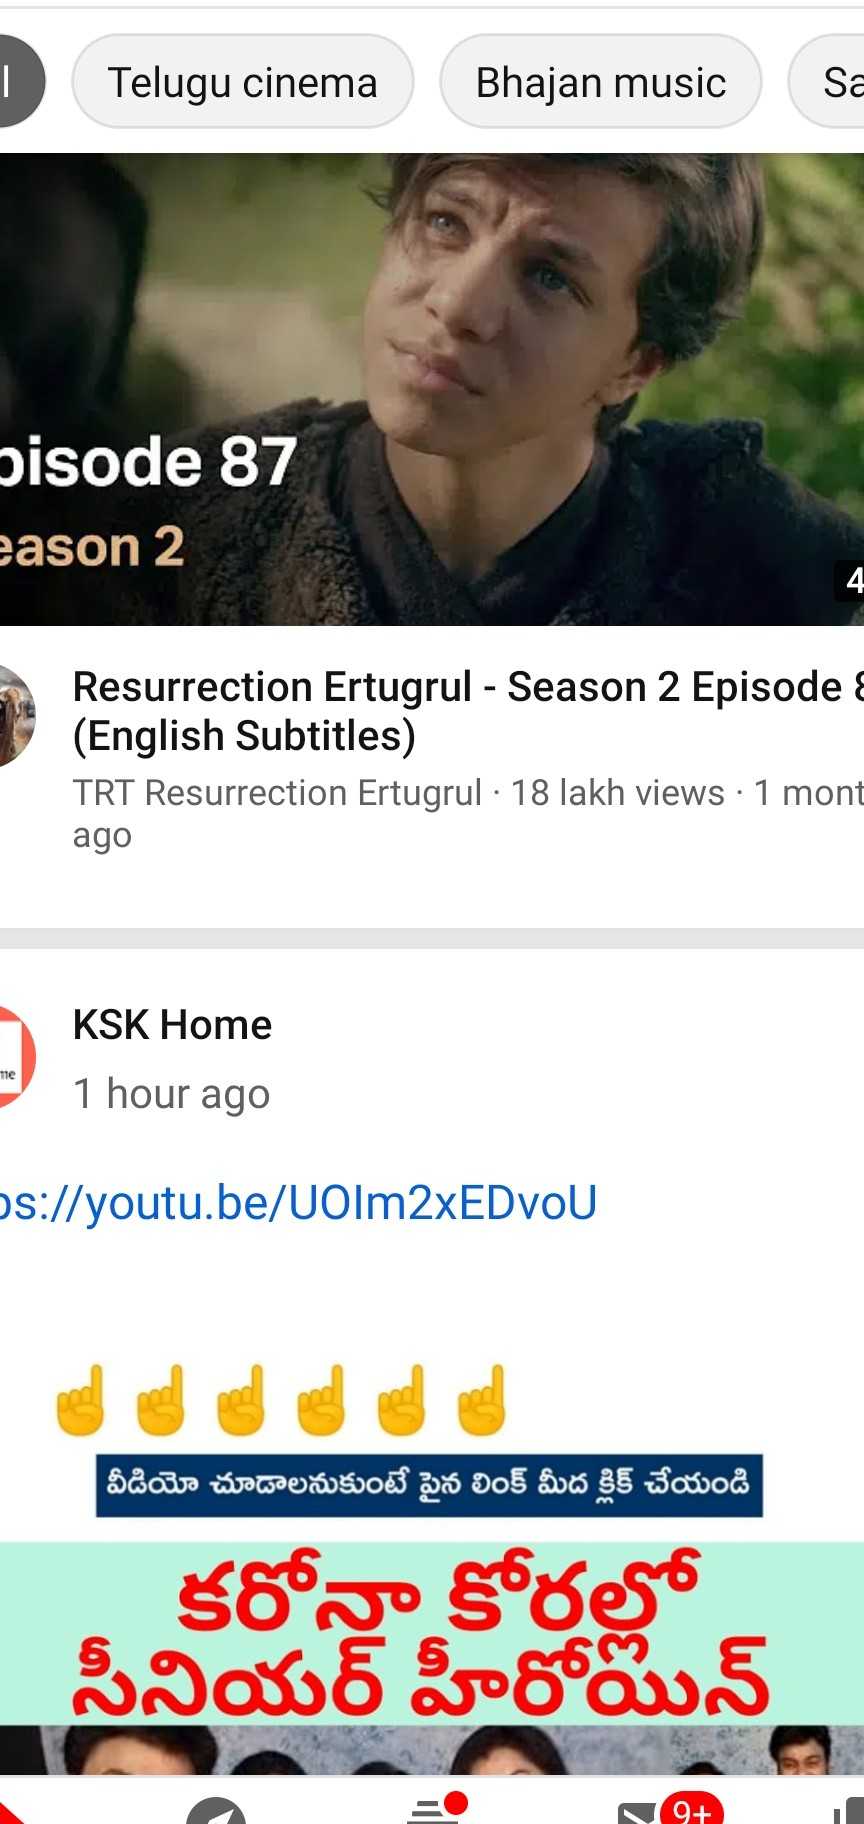 l
Telugu cinema
Bhajan music
Sa
pisode 87
eason 2
4
Resurrection Ertugrul - Season 2 Episode 8
(English Subtitles)
TRT Resurrection Ertugrul · 18 lakh views · 1 mont
ago
KSK Home
me
1 hour ago
ps://youtu.be/UOIm2xEDvoU
వీడియో చూడాలనుకుంటే పైన లింక్ మీద క్లిక్ చేయండి
కరోనా కోరల్లో
సీనియర్ హీరోయిన్
9+